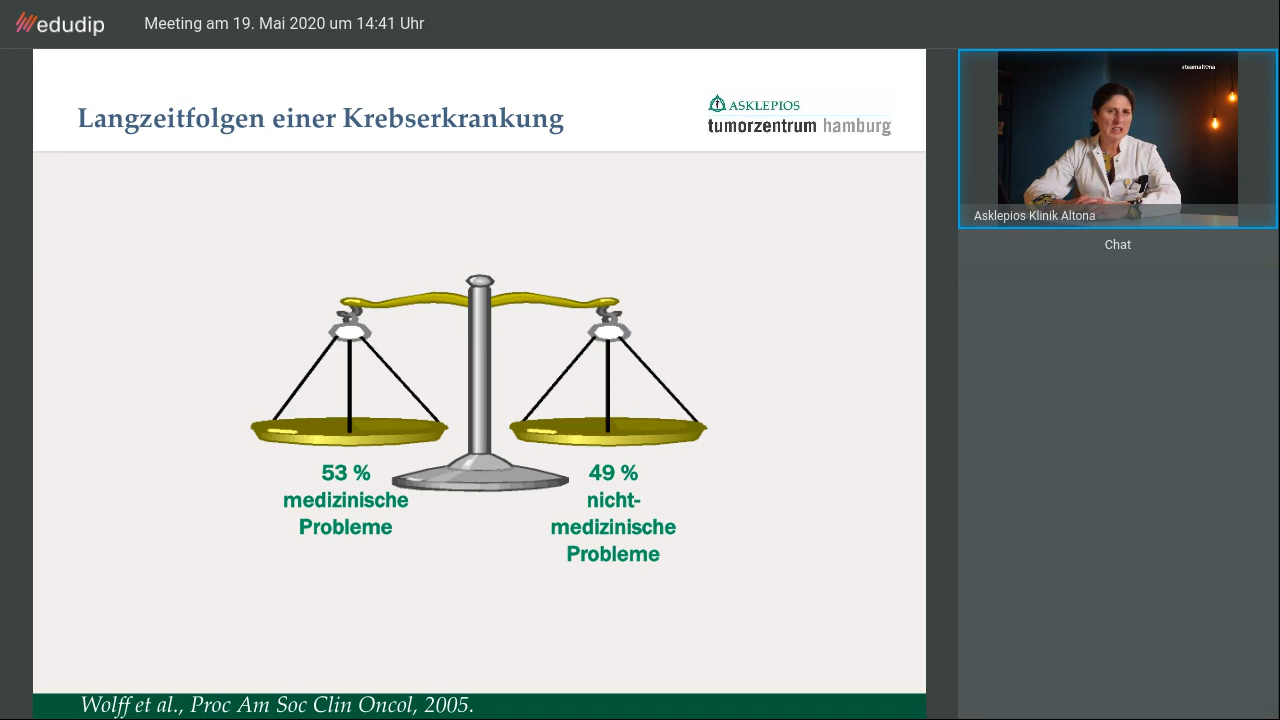 edudip
Meeting am 19. Mai 2020 um 14:41 Uhr
Langzeitfolgen einer Krebserkrankung
ASKLEPIOS
tumorzentrum hamburg
#teamaltona
Asklepios Klinik Altona
Chat
53 %
medizinische
Probleme
49 %
nicht-
medizinische
Probleme
Wolff et al., Proc Am Soc Clin Oncol, 2005.